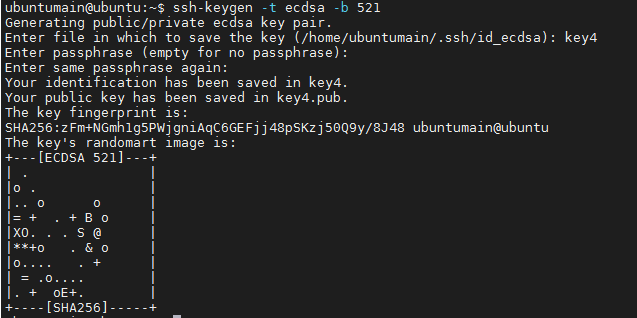 ubuntumain@ubuntu:~$ ssh-keygen -t ecdsa -b 521
Generating public/private ecdsa key pair.
Enter file in which to save the key (/home/ubuntumain/.ssh/id_ecdsa): key4
Enter passphrase (empty for no passphrase):
Enter same passphrase again:
Your identification has been saved in key4.
Your public key has been saved in key4.pub.
The key fingerprint is:
SHA256:zFm+NGmh1g5PWjgniAqC6GEFjj48pSKzj50Q9y/8J48 ubuntumain@ubuntu
The key's randomart image is:
+---[ECDSA 521]---+
| .               |
|o .              |
|.. o      o      |
|= +  . + B o     |
|XO. . . S @      |
|**+o   . & o     |
|o....   . +      |
| = .o....        |
|. +  oE+.        |
+----[SHA256]-----+